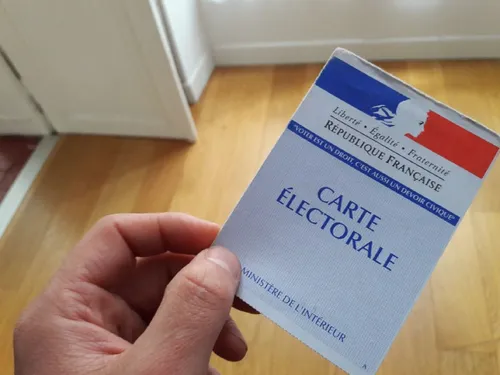 Liberté • Égalité • Fraternité
RÉPUBLIQUE FRANÇAISE
"VOTER EST UN DROIT, C'EST AUSSI UN DEVOIR CIVIQUE"
CARTE
ÉLECTORALE
MINISTÈRE DE L'INTÉRIEUR
A